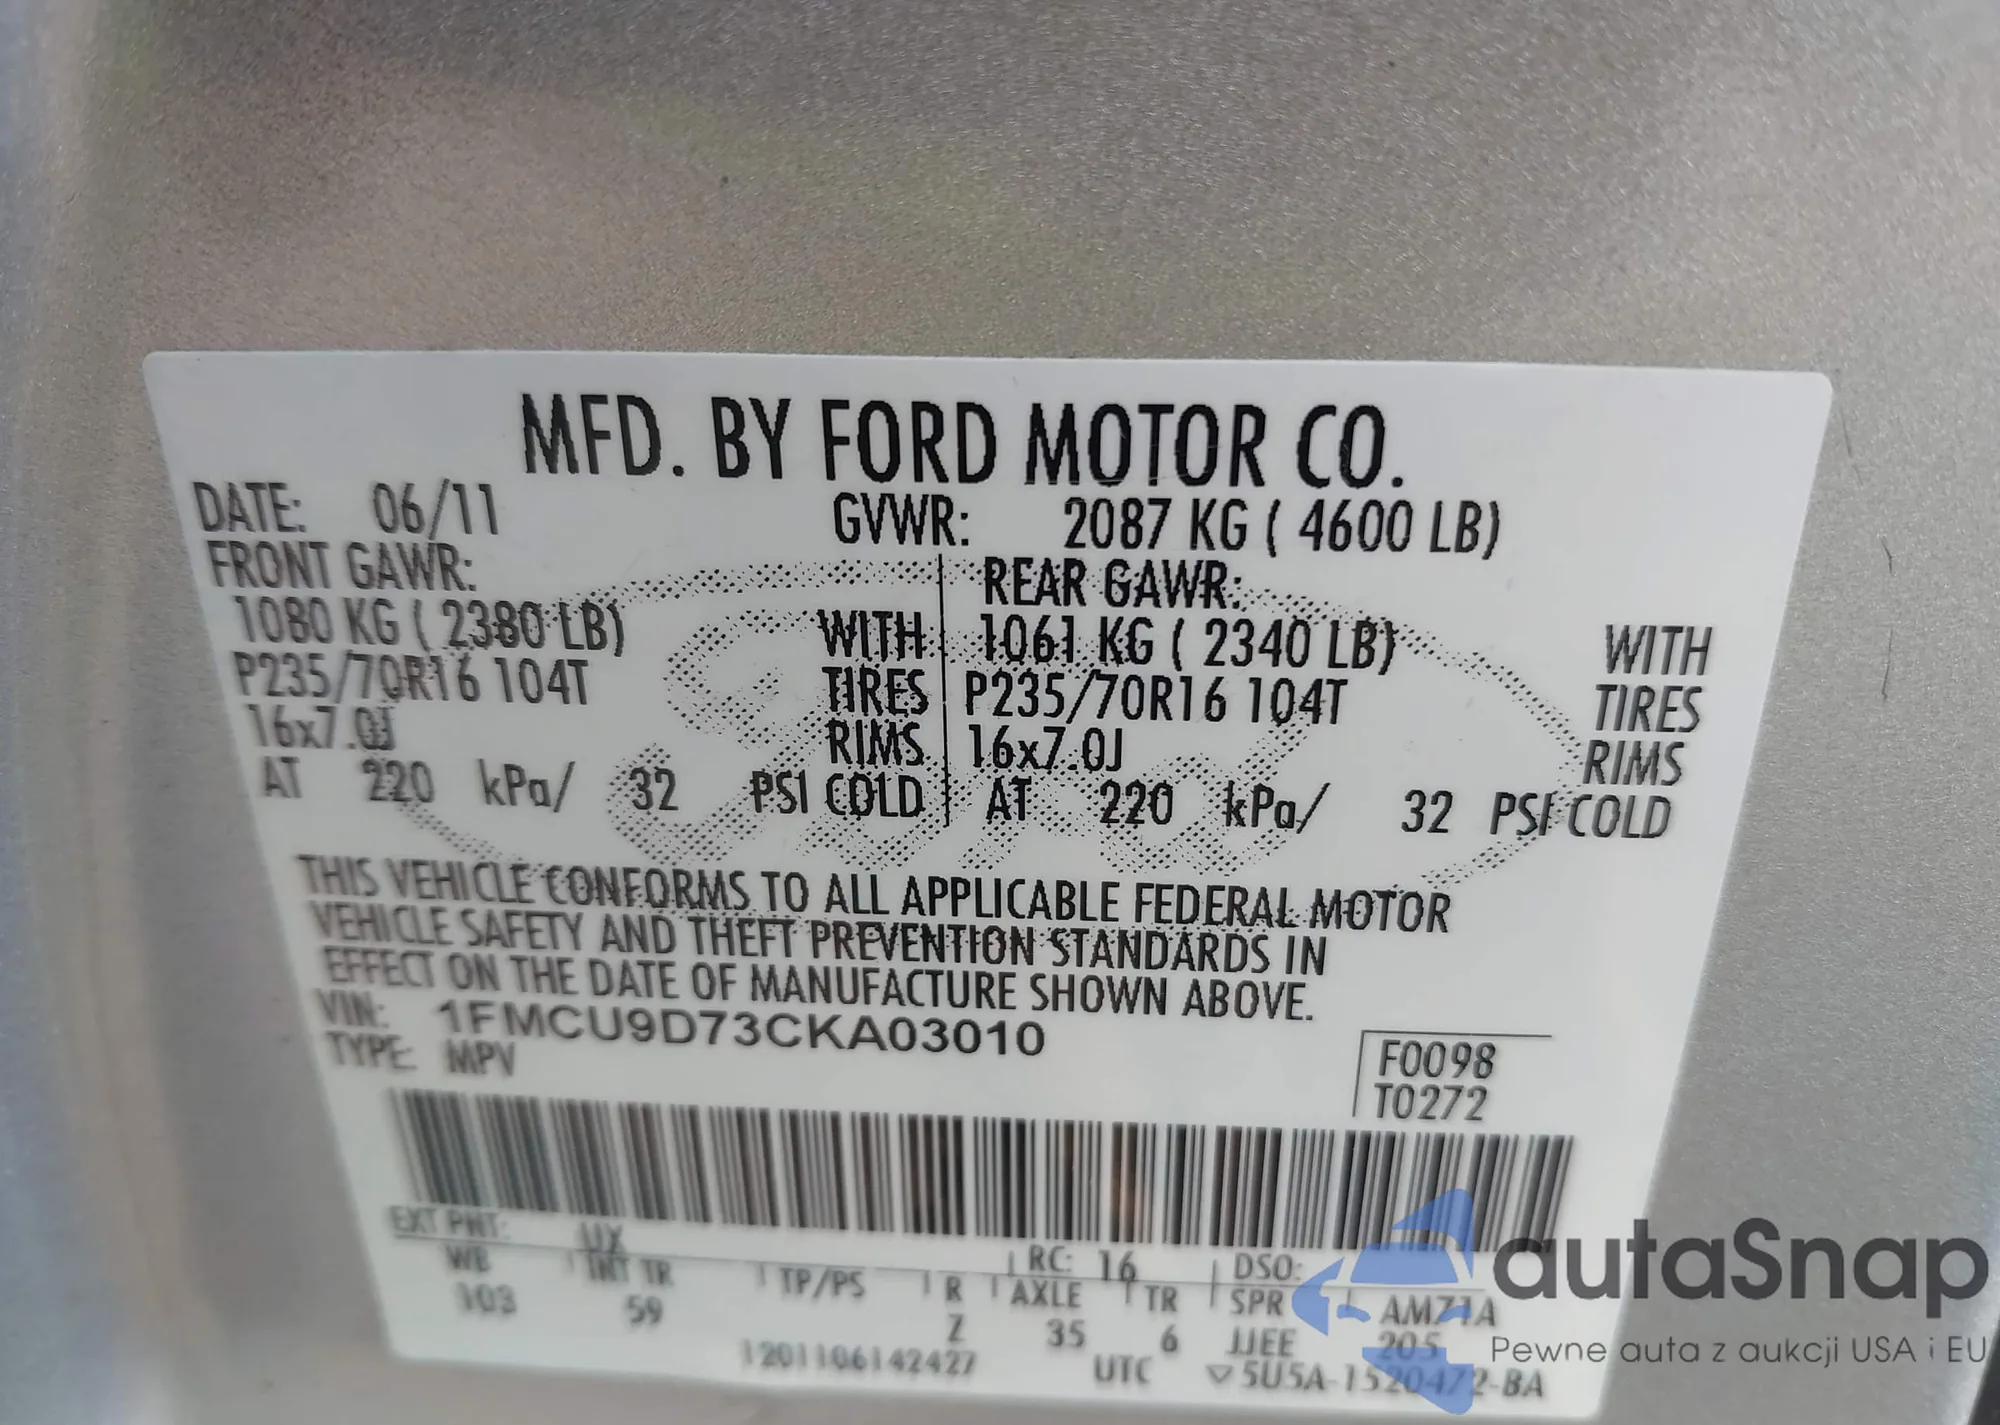 MFD. BY FORD MOTOR CO.
DATE: 06/11 GVWR: 2087 KG ( 4600 LB)
FRONT GAWR: REAR GAWR:
1080 KG ( 2380 LB) WITH 1061 KG ( 2340 LB) WITH
P235/70R16 104T TIRES P235/70R16 104T TIRES
16x7.0J RIMS 16x7.0J RIMS
AT 220 kPa/ 32 PSI COLD AT 220 kPa/ 32 PSI COLD
THIS VEHICLE CONFORMS TO ALL APPLICABLE FEDERAL MOTOR
VEHICLE SAFETY AND THEFT PREVENTION STANDARDS IN
EFFECT ON THE DATE OF MANUFACTURE SHOWN ABOVE.
VIN: 1FMCU9D73CKA03010
TYPE: MPV
F0098
T0272
EXT PNT: UX RC: 16 DSO:
WB INT TR TP/PS R AXLE TR SPR AM71A
103 59 Z 35 6 JJEE 205
1201106142427 UTC ▽ 5U5A-1520472-BA
autaSnap
Pewne auta z aukcji USA i EU